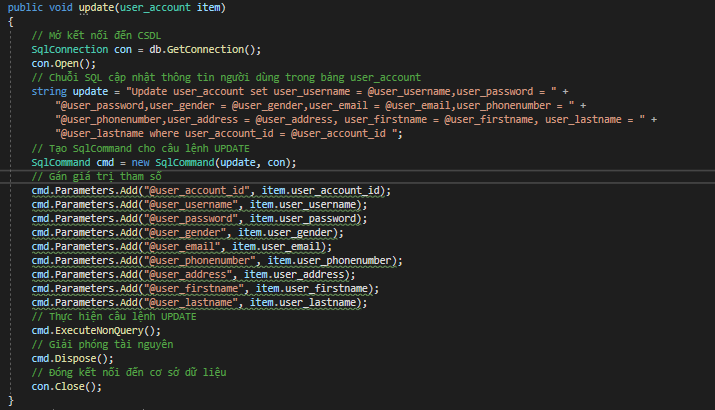 public void update(user_account item)
{
// Mở kết nối đến CSDL
SqlConnection con = db.GetConnection();
con.Open();
// Chuỗi SQL cập nhật thông tin người dùng trong bảng user_account
string update = "Update user_account set user_username = @user_username,user_password = " +
"@user_password,user_gender = @user_gender,user_email = @user_email,user_phonenumber = " +
"@user_phonenumber,user_address = @user_address, user_firstname = @user_firstname, user_lastname = " +
"@user_lastname where user_account_id = @user_account_id ";
// Tạo SqlCommand cho câu lệnh UPDATE
SqlCommand cmd = new SqlCommand(update, con);
// Gán giá trị tham số
cmd.Parameters.Add("@user_account_id", item.user_account_id);
cmd.Parameters.Add("@user_username", item.user_username);
cmd.Parameters.Add("@user_password", item.user_password);
cmd.Parameters.Add("@user_gender", item.user_gender);
cmd.Parameters.Add("@user_email", item.user_email);
cmd.Parameters.Add("@user_phonenumber", item.user_phonenumber);
cmd.Parameters.Add("@user_address", item.user_address);
cmd.Parameters.Add("@user_firstname", item.user_firstname);
cmd.Parameters.Add("@user_lastname", item.user_lastname);
// Thực hiện câu lệnh UPDATE
cmd.ExecuteNonQuery();
// Giải phóng tài nguyên
cmd.Dispose();
// Đóng kết nối đến cơ sở dữ liệu
con.Close();
}